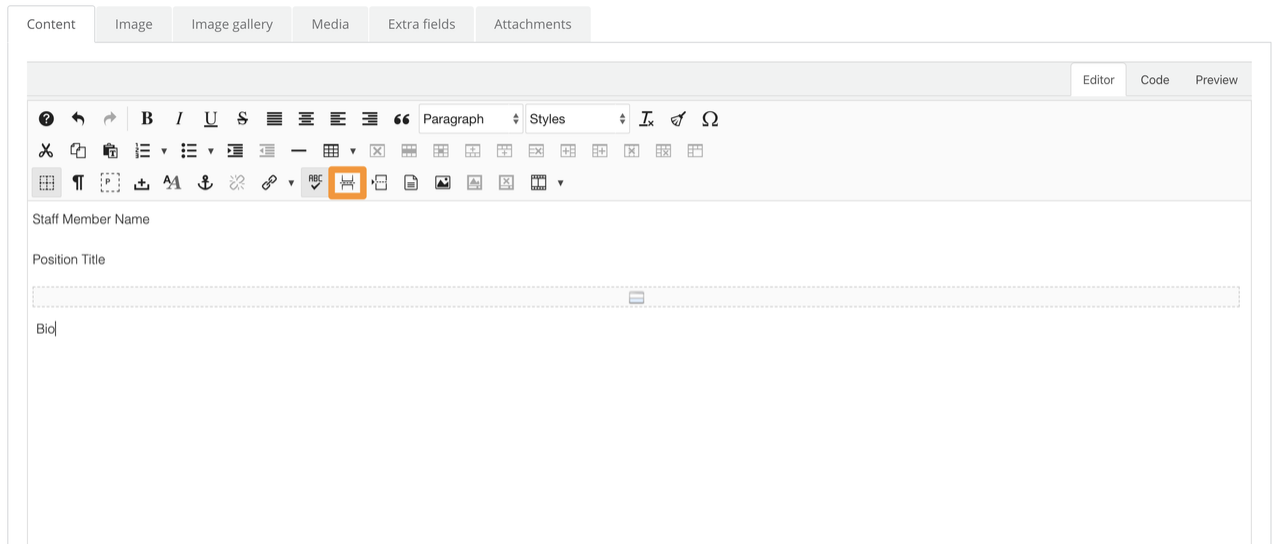 Content Image Image gallery Media Extra fields Attachments
Editor Code Preview
B I U S Paragraph Styles Ω
ABC
Staff Member Name
Position Title
Bio